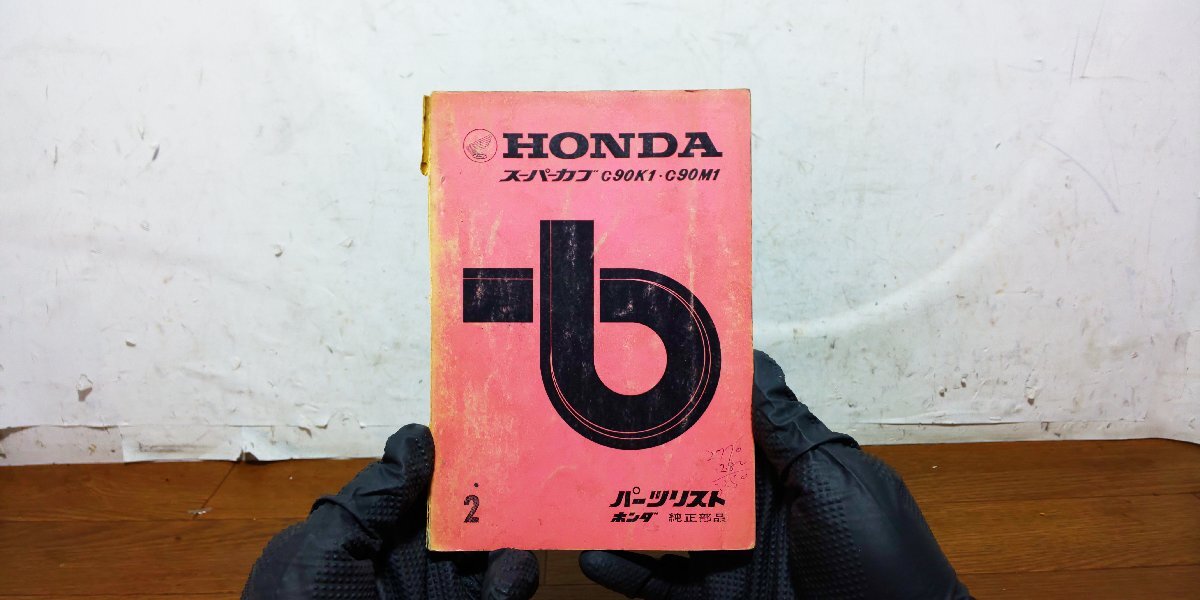 HONDA
スーパーカブ C90K1・C90M1
b
2
パーツリスト
ホンダ 純正部品